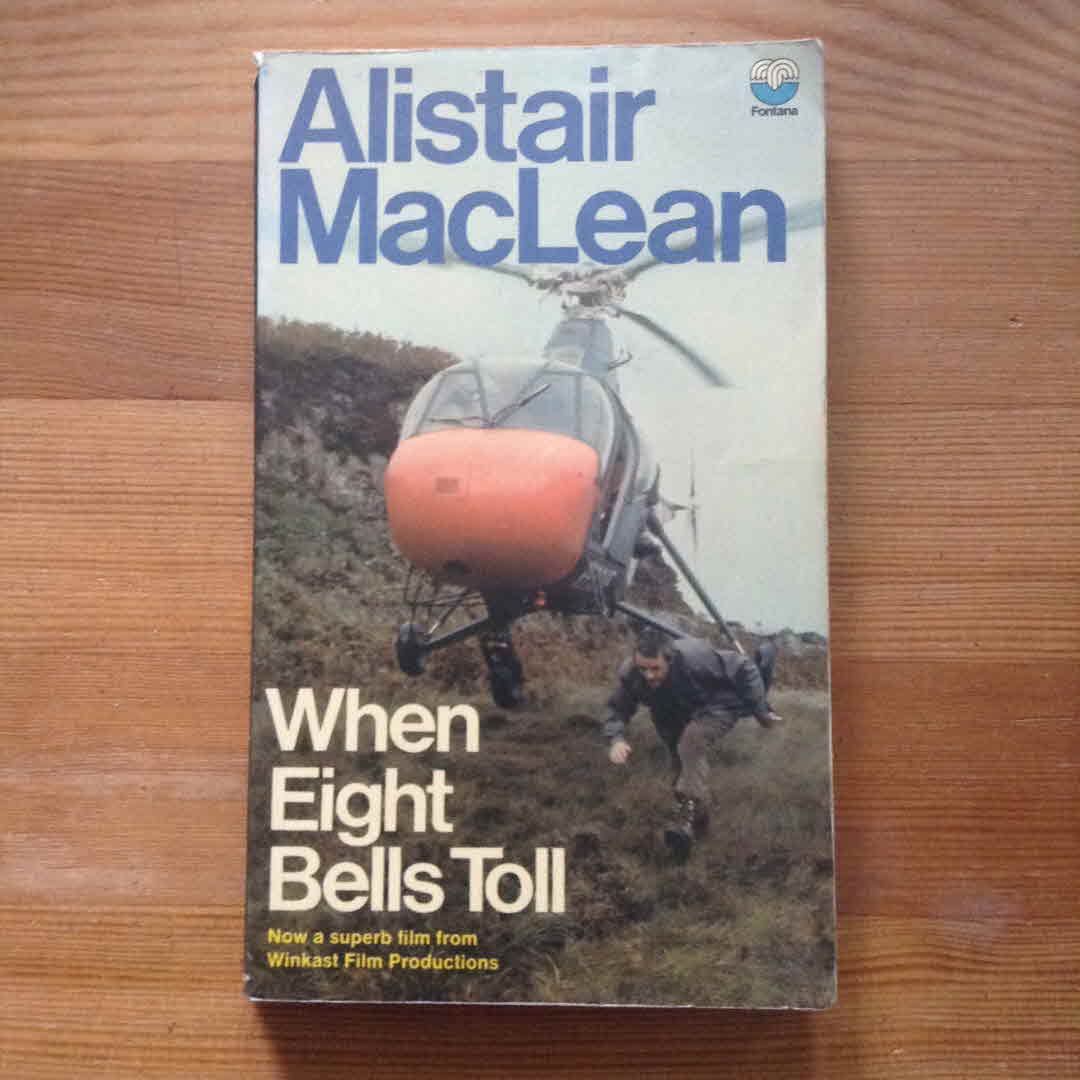 Alistair
MacLean
Fontana
When
Eight
Bells Toll
Now a superb film from
Winkast Film Productions